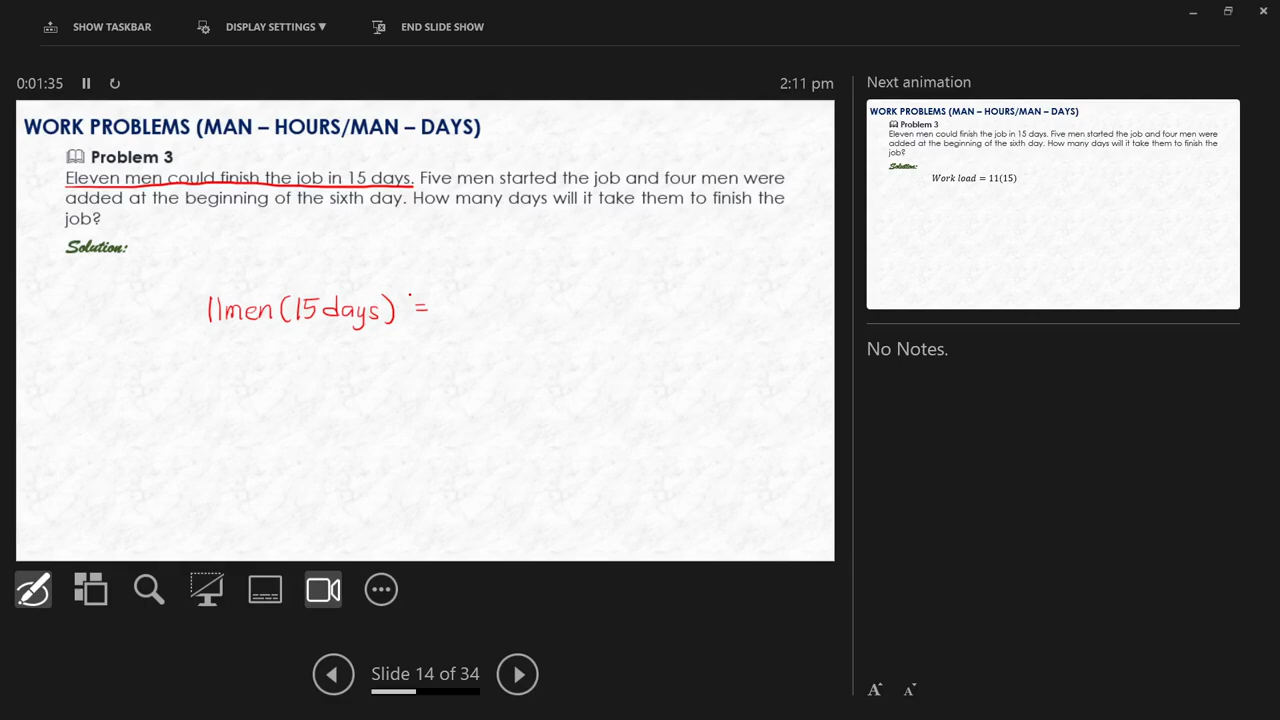 SHOW TASKBAR
DISPLAY SETTINGS ▼
END SLIDE SHOW
0:01:35
2:11 pm
WORK PROBLEMS (MAN – HOURS/MAN – DAYS)
Problem 3
Eleven men could finish the job in 15 days. Five men started the job and four men were
added at the beginning of the sixth day. How many days will it take them to finish the
job?
Solution:
11men(15days) =
Slide 14 of 34
Next animation
WORK PROBLEMS (MAN – HOURS/MAN – DAYS)
Problem 3
Eleven men could finish the job in 15 days. Five men started the job and four men were
added at the beginning of the sixth day. How many days will it take them to finish the
job?
Solution:
Work load = 11(15)
No Notes.
A A